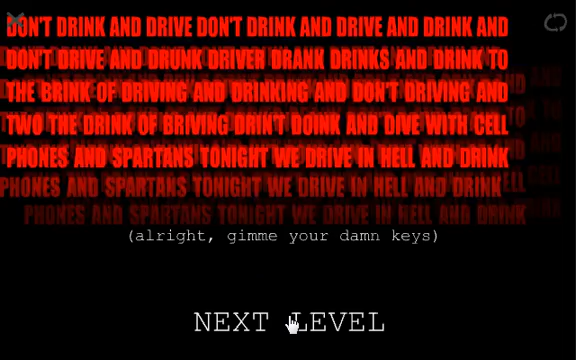 DON'T DRINK AND DRIVE DON'T DRINK AND DRIVE AND DRINK AND
DON'T DRIVE AND DRUNK DRIVER DRANK DRINKS AND DRINK TO
THE BRINK OF DRIVING AND DRINKING AND DON'T DRIVING AND
TWO THE DRINK OF BRIVING DRIN'T DOINK AND DIVE WITH CELL
PHONES AND SPARTANS TONIGHT WE DRIVE IN HELL AND DRINK
PHONES AND SPARTANS TONIGHT WE DRIVE IN HELL AND DRINK
PHONES AND SPARTANS TONIGHT WE DRIVE IN HELL AND DRINK
(alright, gimme your damn keys)
NEXT LEVEL